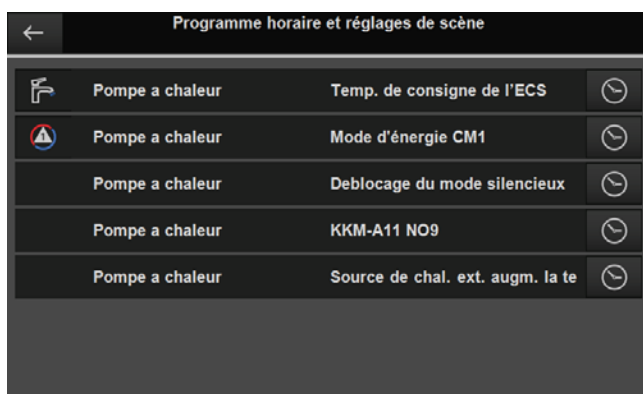 Programme horaire et réglages de scène
Pompe a chaleur Temp. de consigne de l'ECS
Pompe a chaleur Mode d'énergie CM1
Pompe a chaleur Deblocage du mode silencieux
Pompe a chaleur KKM-A11 NO9
Pompe a chaleur Source de chal. ext. augm. la te